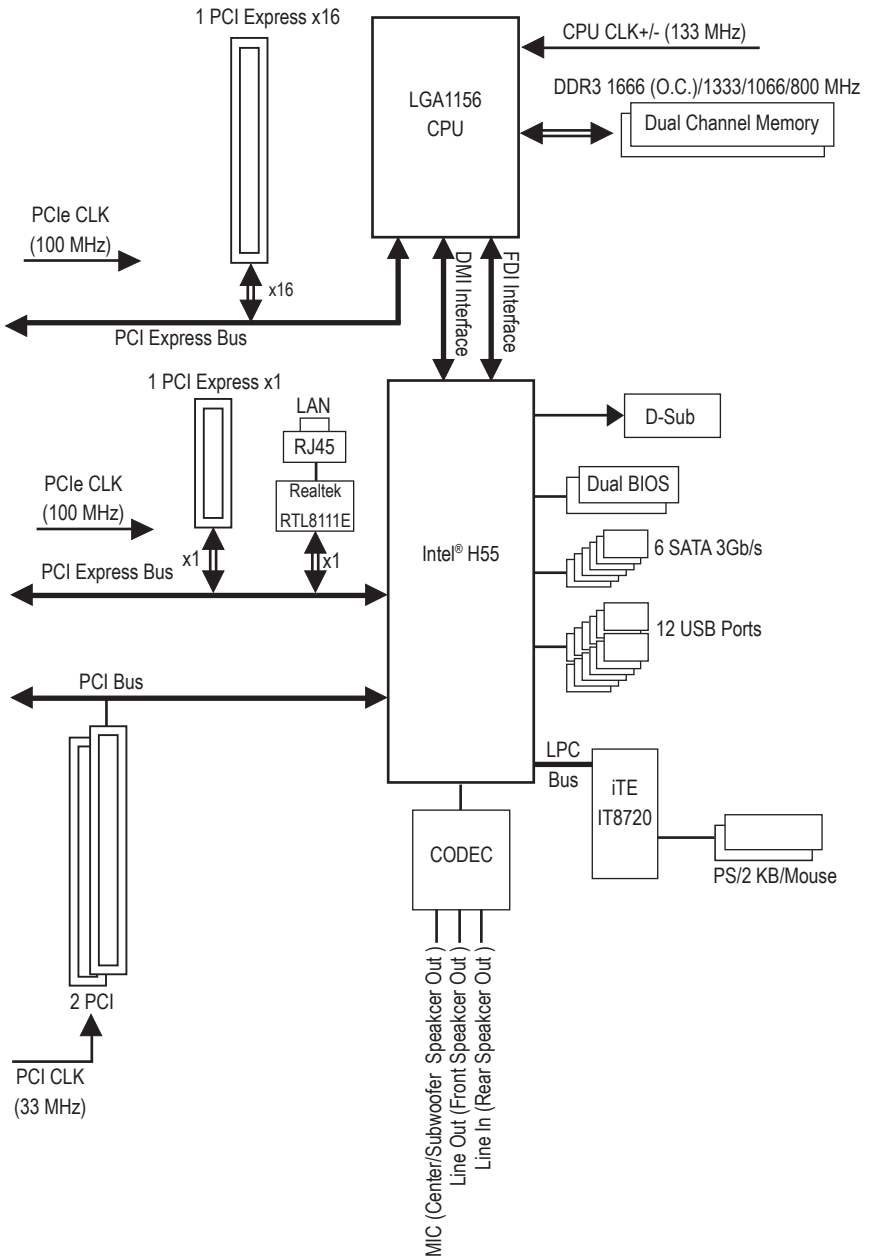 1 PCI Express x16
CPU CLK+/- (133 MHz)
LGA1156
CPU
DDR3 1666 (O.C.)/1333/1066/800 MHz
Dual Channel Memory
PCIe CLK
(100 MHz)
x16
PCI Express Bus
DMI Interface
FDI Interface
1 PCI Express x1
LAN
RJ45
Realtek
RTL8111E
PCIe CLK
(100 MHz)
x1
x1
PCI Express Bus
Intel® H55
D-Sub
Dual BIOS
6 SATA 3Gb/s
12 USB Ports
PCI Bus
LPC
Bus
iTE
IT8720
PS/2 KB/Mouse
CODEC
MIC (Center/Subwoofer Speakcer Out )
Line Out (Front Speakcer Out )
Line In (Rear Speakcer Out )
2 PCI
PCI CLK
(33 MHz)